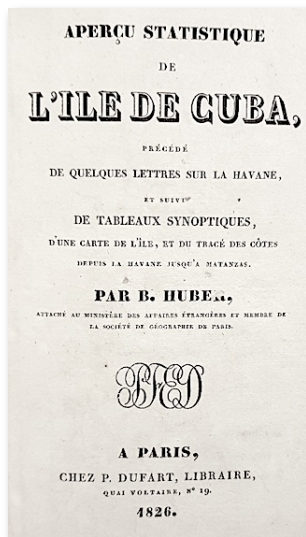 APERÇU STATISTIQUE
DE
L'ILE DE CUBA,
PRÉCÉDÉ
DE QUELQUES LETTRES SUR LA HAVANE,
ET SUIVI
DE TABLEAUX SYNOPTIQUES,
D'UNE CARTE DE L'ÎLE, ET DU TRACÉ DES CÔTES
DEPUIS LA HAVANE JUSQU'A MATANZAS.
PAR B. HUBER,
ATTACHÉ AU MINISTÈRE DES AFFAIRES ÉTRANGÈRES ET MEMBRE DE
LA SOCIÉTÉ DE GÉOGRAPHIE DE PARIS.
A PARIS,
CHEZ P. DUFART, LIBRAIRE,
QUAI VOLTAIRE, Nº 19.
1826.